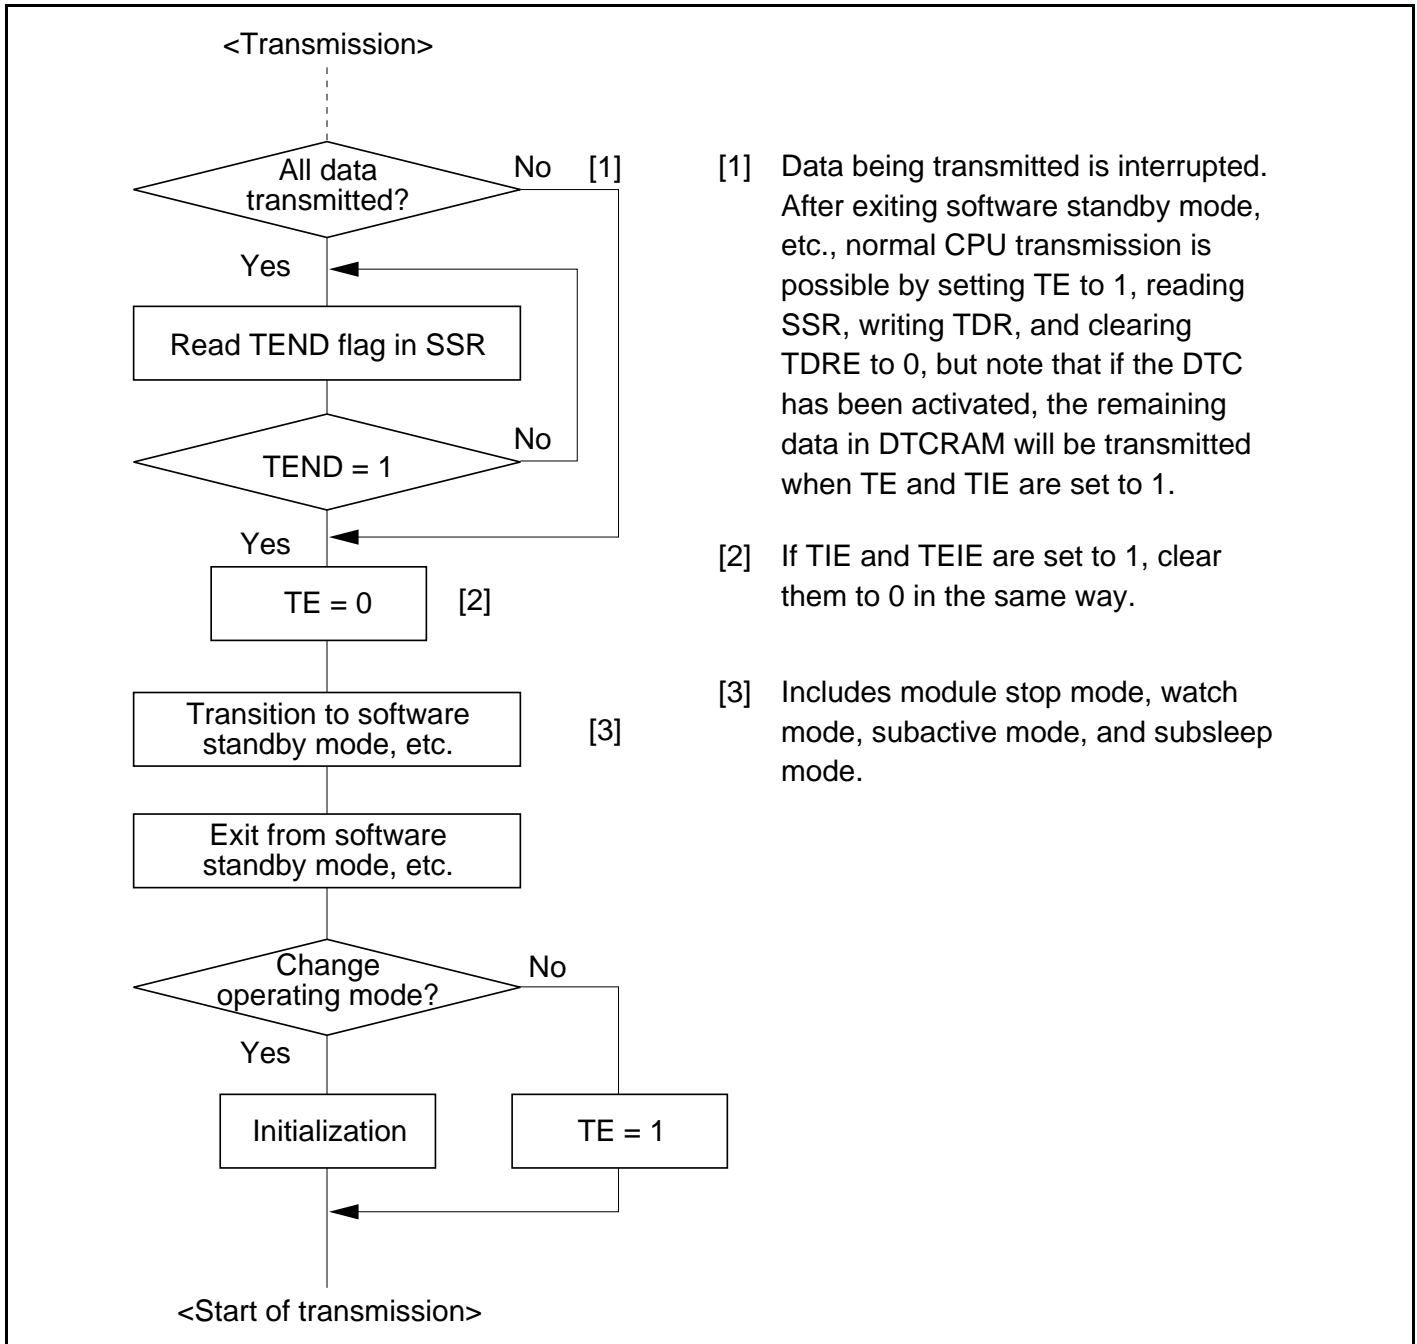 <Transmission>
All data
transmitted?
No
[1]
Yes
Read TEND flag in SSR
TEND = 1
No
Yes
TE = 0
[2]
Transition to software
standby mode, etc.
[3]
Exit from software
standby mode, etc.
Change
operating mode?
No
Yes
Initialization
TE = 1
<Start of transmission>
[1] Data being transmitted is interrupted.
After exiting software standby mode,
etc., normal CPU transmission is
possible by setting TE to 1, reading
SSR, writing TDR, and clearing
TDRE to 0, but note that if the DTC
has been activated, the remaining
data in DTCRAM will be transmitted
when TE and TIE are set to 1.
[2] If TIE and TEIE are set to 1, clear
them to 0 in the same way.
[3] Includes module stop mode, watch
mode, subactive mode, and subsleep
mode.